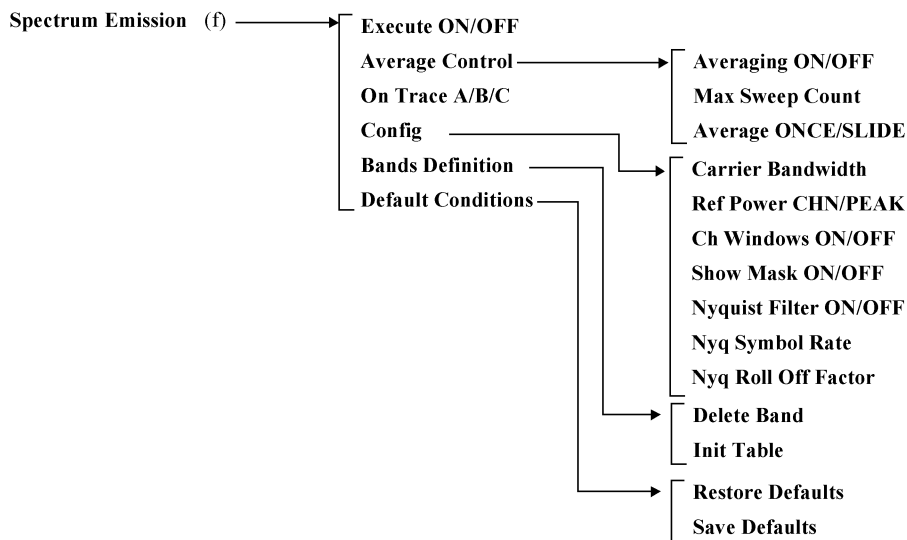 Spectrum Emission (f)
Execute ON/OFF
Average Control
On Trace A/B/C
Config
Bands Definition
Default Conditions
Averaging ON/OFF
Max Sweep Count
Average ONCE/SLIDE
Carrier Bandwidth
Ref Power CHN/PEAK
Ch Windows ON/OFF
Show Mask ON/OFF
Nyquist Filter ON/OFF
Nyq Symbol Rate
Nyq Roll Off Factor
Delete Band
Init Table
Restore Defaults
Save Defaults